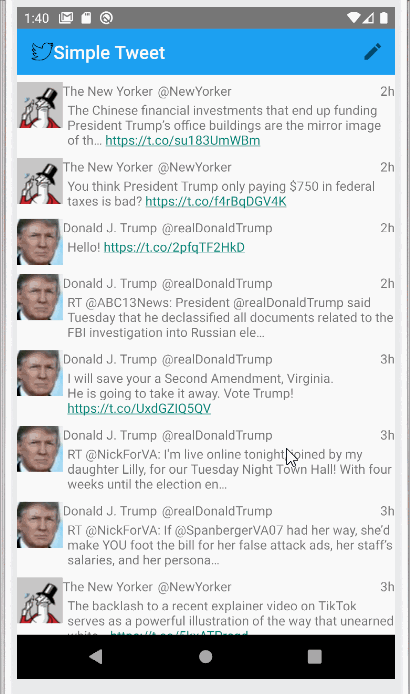 1:40
Simple Tweet
The New Yorker @NewYorker 2h
The Chinese financial investments that end up funding
President Trump's office buildings are the mirror image
of th… https://t.co/su183UmWBm
The New Yorker @NewYorker 2h
You think President Trump only paying $750 in federal
taxes is bad? https://t.co/f4rBqDGV4K
Donald J. Trump @realDonaldTrump 2h
Hello! https://t.co/2pfqTF2HkD
Donald J. Trump @realDonaldTrump 2h
RT @ABC13News: President @realDonaldTrump said
Tuesday that he declassified all documents related to the
FBI investigation into Russian ele…
Donald J. Trump @realDonaldTrump 3h
I will save your a Second Amendment, Virginia.
He is going to take it away. Vote Trump!
https://t.co/UxdGZIQ5QV
Donald J. Trump @realDonaldTrump 3h
RT @NickForVA: I'm live online tonight joined by my
daughter Lilly, for our Tuesday Night Town Hall! With four
weeks until the election en…
Donald J. Trump @realDonaldTrump 3h
RT @NickForVA: If @SpanbergerVA07 had her way, she'd
make YOU foot the bill for her false attack ads, her staff's
salaries, and her persona…
The New Yorker @NewYorker 3h
The backlash to a recent explainer video on TikTok
serves as a powerful illustration of the way that unearned
white…